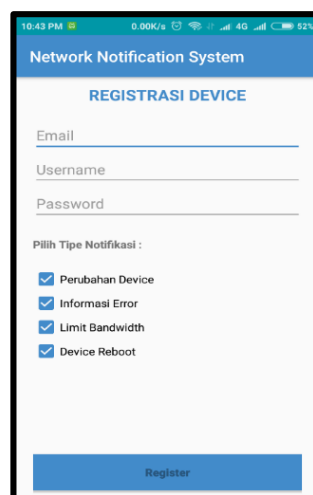 10:43 PM 0.00K/s 4G 52%
Network Notification System
REGISTRASI DEVICE
Email
Username
Password
Pilih Tipe Notifikasi :
Perubahan Device
Informasi Error
Limit Bandwidth
Device Reboot
Register